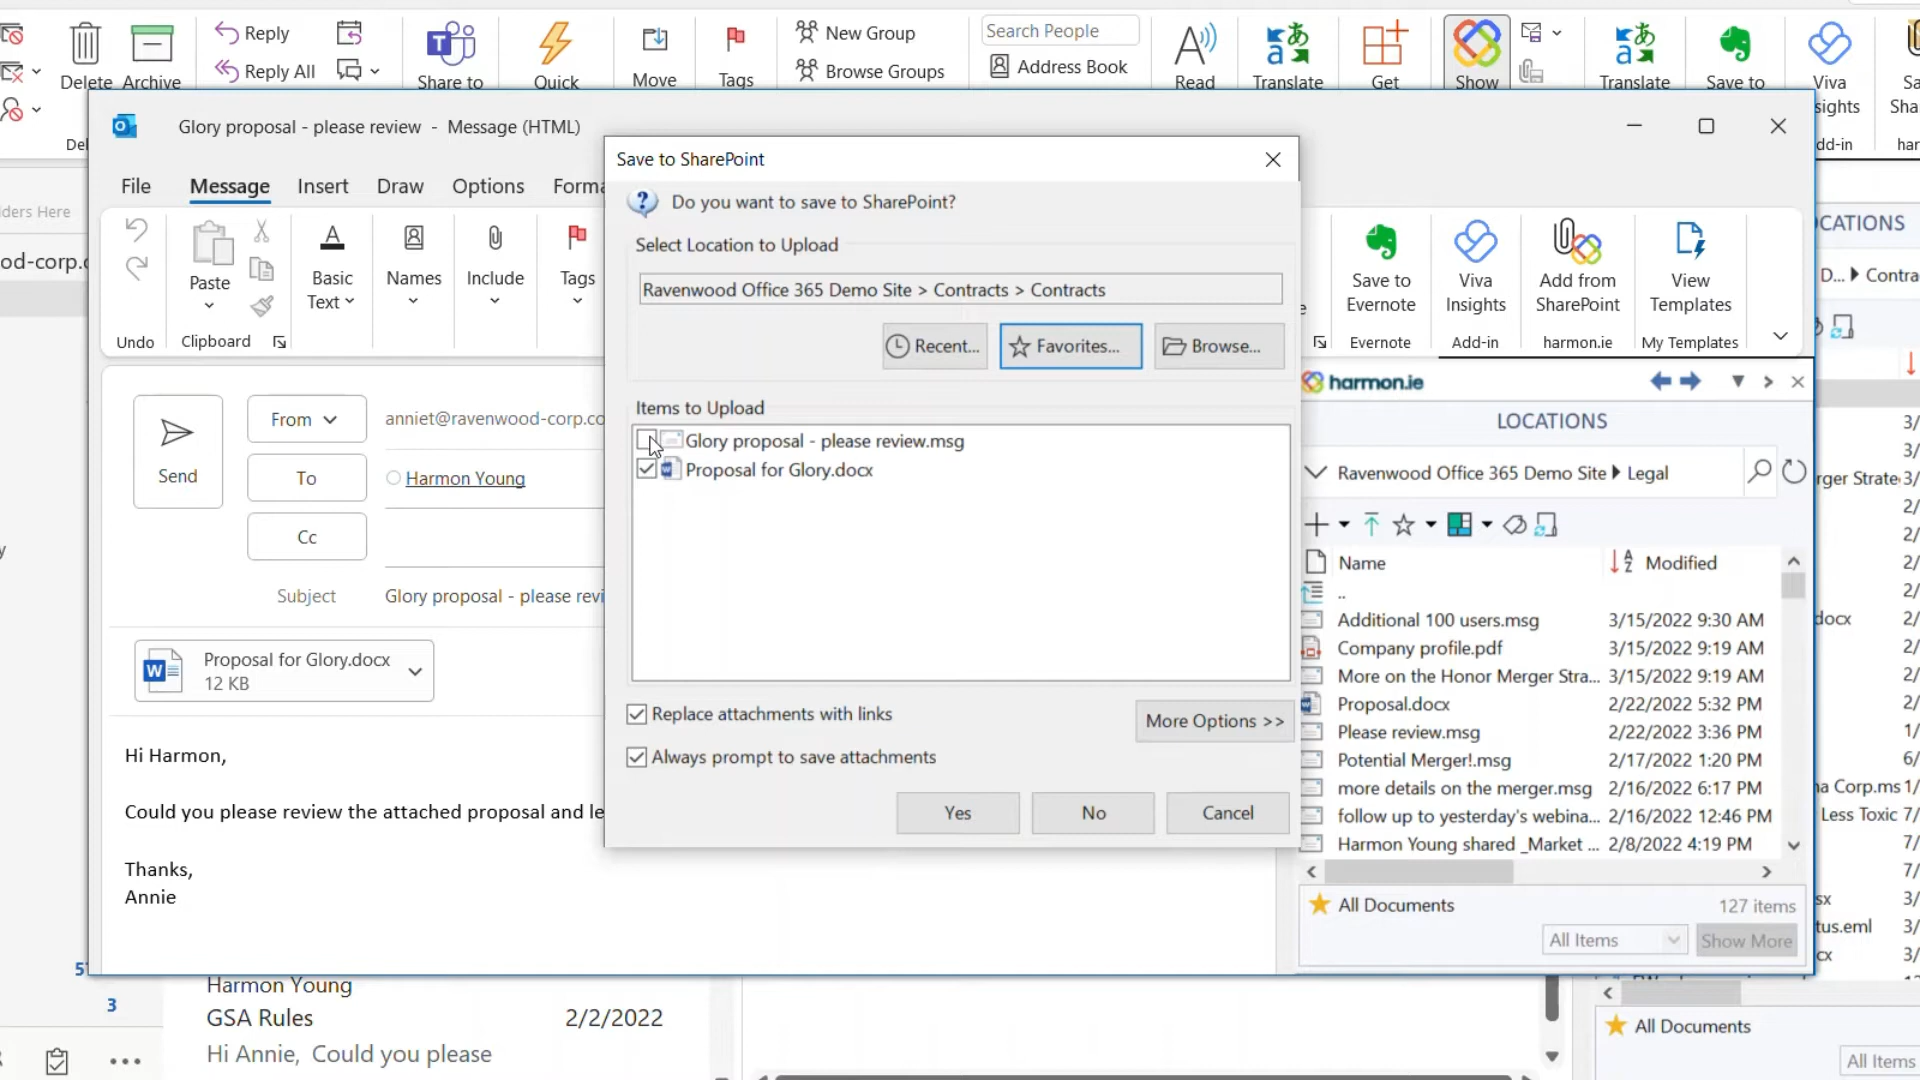 Delete
Archive
Reply
Reply All
Share to
Quick
Move
Tags
New Group
Browse Groups
Search People
Address Book
Read
Translate
Get
Show
Translate
Save to
Viva
Glory proposal - please review - Message (HTML)
File
Message
Insert
Draw
Options
Undo
Paste
Clipboard
Basic
Text
Names
Include
Tags
Save to SharePoint
Do you want to save to SharePoint?
Select Location to Upload
Ravenwood Office 365 Demo Site > Contracts > Contracts
Recent...
Favorites...
Browse...
Items to Upload
Glory proposal - please review.msg
Proposal for Glory.docx
Replace attachments with links
More Options >>
Always prompt to save attachments
Yes
No
Cancel
Save to
Evernote
Evernote
Viva
Insights
Add-in
Add from
SharePoint
harmon.ie
View
Templates
My Templates
Send
From
anniet@ravenwood-corp.co
To
Harmon Young
Cc
Subject
Glory proposal - please revi
Proposal for Glory.docx
12 KB
Hi Harmon,
Could you please review the attached proposal and le
Thanks,
Annie
harmon.ie
LOCATIONS
Ravenwood Office 365 Demo Site Legal
Name
Modified
..
Additional 100 users.msg 3/15/2022 9:30 AM
Company profile.pdf 3/15/2022 9:19 AM
More on the Honor Merger Stra... 3/15/2022 9:19 AM
Proposal.docx 2/22/2022 5:32 PM
Please review.msg 2/22/2022 3:36 PM
Potential Merger!.msg 2/17/2022 1:20 PM
more details on the merger.msg 2/16/2022 6:17 PM
follow up to yesterday's webina... 2/16/2022 12:46 PM
Harmon Young shared _Market ... 2/8/2022 4:19 PM
All Documents
127 items
All Items
Show More
Harmon Young
3
GSA Rules 2/2/2022
Hi Annie, Could you please
All Documents
All Items